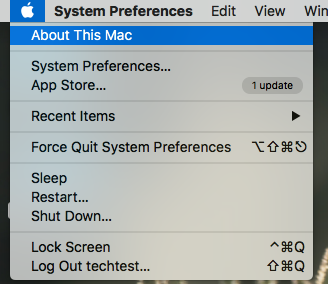 System Preferences Edit View
About This Mac
System Preferences...
App Store... 1 update
Recent Items
Force Quit System Preferences ⌥⇧⌘⎋
Sleep
Restart...
Shut Down...
Lock Screen ^⌘Q
Log Out techtest... ⇧⌘Q